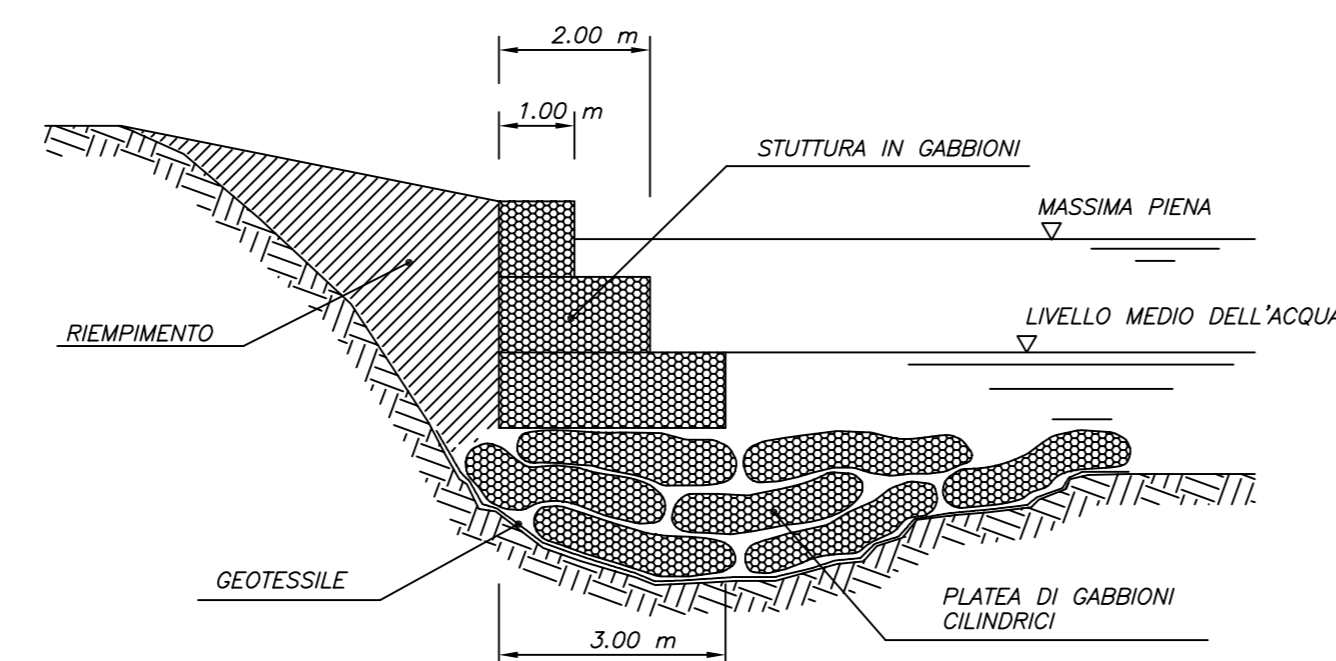 2.00 m
1.00 m
STUTTURA IN GABBIONI
MASSIMA PIENA
LIVELLO MEDIO DELL'ACQUA
RIEMPIMENTO
GEOTESSILE
PLATEA DI GABBIONI
CILINDRICI
3.00 m